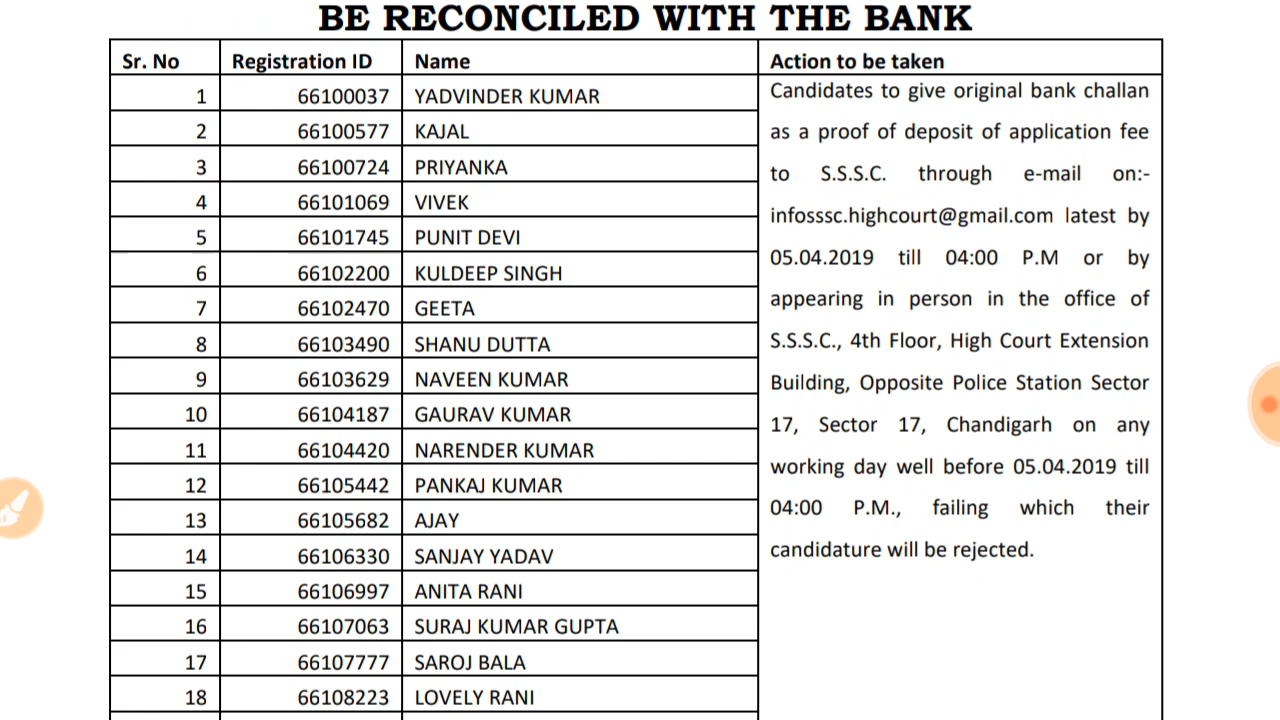 BE RECONCILED WITH THE BANK
Sr. No Registration ID Name Action to be taken
1 66100037 YADVINDER KUMAR
2 66100577 KAJAL
3 66100724 PRIYANKA
4 66101069 VIVEK
5 66101745 PUNIT DEVI
6 66102200 KULDEEP SINGH
7 66102470 GEETA
8 66103490 SHANU DUTTA
9 66103629 NAVEEN KUMAR
10 66104187 GAURAV KUMAR
11 66104420 NARENDER KUMAR
12 66105442 PANKAJ KUMAR
13 66105682 AJAY
14 66106330 SANJAY YADAV
15 66106997 ANITA RANI
16 66107063 SURAJ KUMAR GUPTA
17 66107777 SAROJ BALA
18 66108223 LOVELY RANI
Candidates to give original bank challan
as a proof of deposit of application fee
to S.S.S.C. through e-mail on:-
infosssc.highcourt@gmail.com latest by
05.04.2019 till 04:00 P.M or by
appearing in person in the office of
S.S.S.C., 4th Floor, High Court Extension
Building, Opposite Police Station Sector
17, Sector 17, Chandigarh on any
working day well before 05.04.2019 till
04:00 P.M., failing which their
candidature will be rejected.